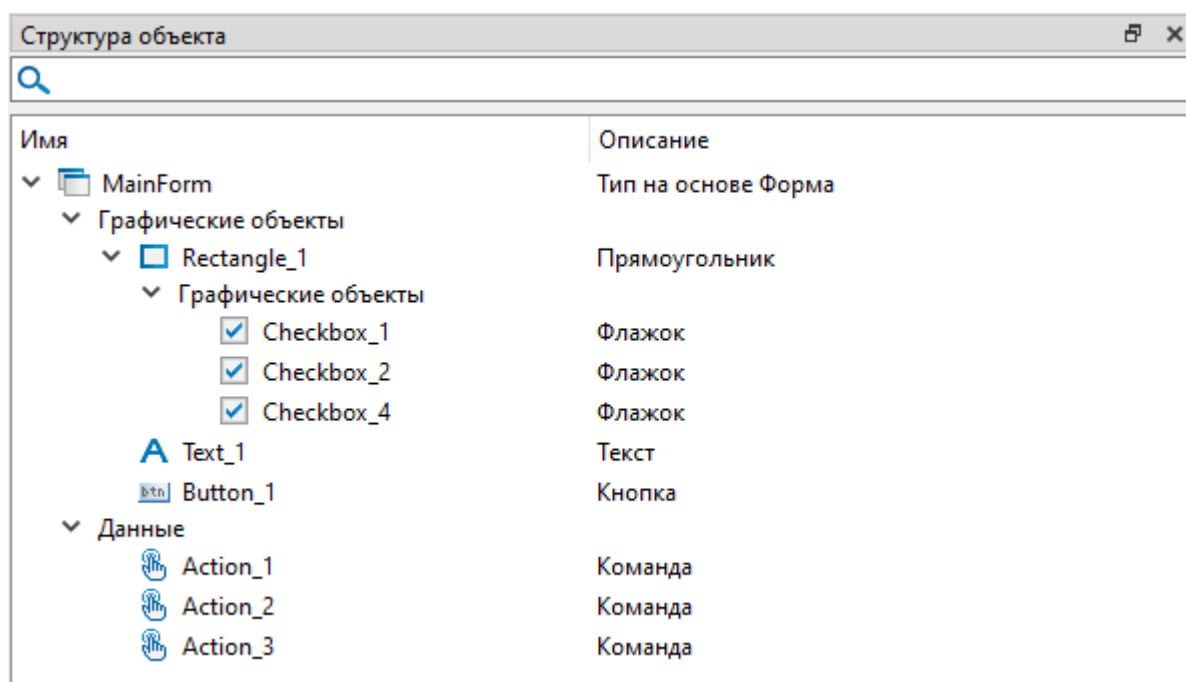 Структура объекта
Имя Описание
MainForm Тип на основе Форма
Графические объекты
Rectangle_1 Прямоугольник
Графические объекты
Checkbox_1 Флажок
Checkbox_2 Флажок
Checkbox_4 Флажок
A Text_1 Текст
btn Button_1 Кнопка
Данные
Action_1 Команда
Action_2 Команда
Action_3 Команда